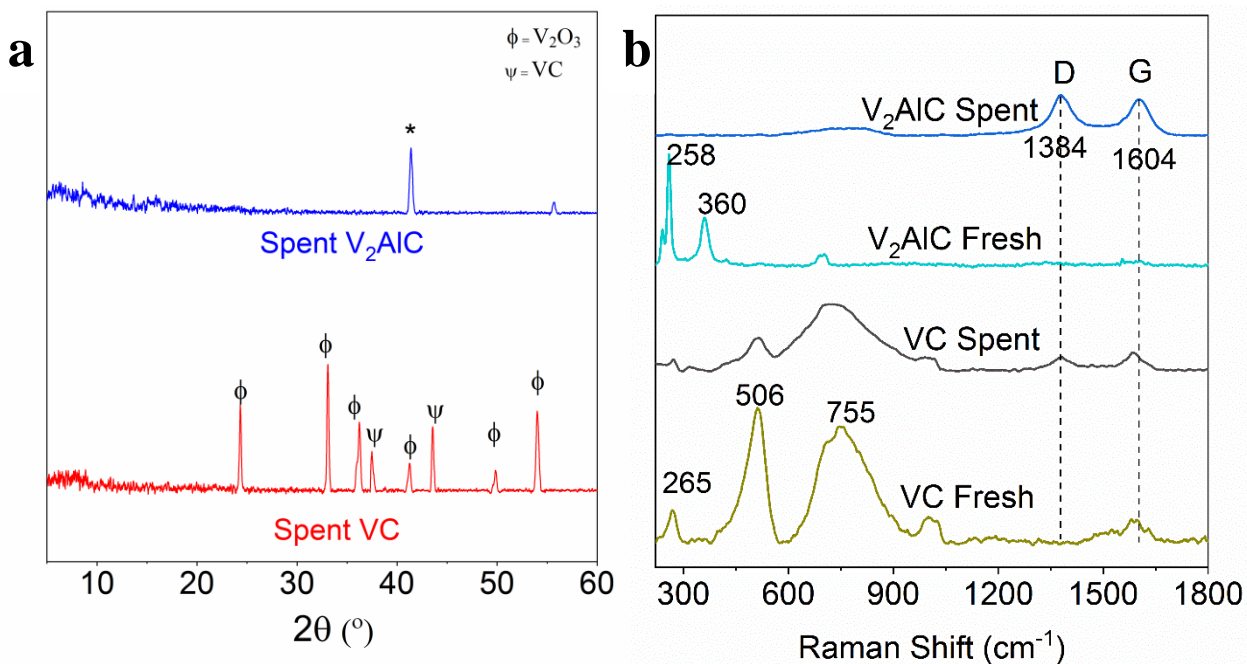 a
ϕ = V₂O₃
ψ = VC
*
Spent V₂AlC
ϕ
ϕ
ϕ
ψ
ϕ
ψ
ϕ
ϕ
Spent VC
10 20 30 40 50 60
2θ (°)
b
D G
V₂AlC Spent
1384 1604
258
360
V₂AlC Fresh
VC Spent
506
755
265
VC Fresh
300 600 900 1200 1500 1800
Raman Shift (cm⁻¹)